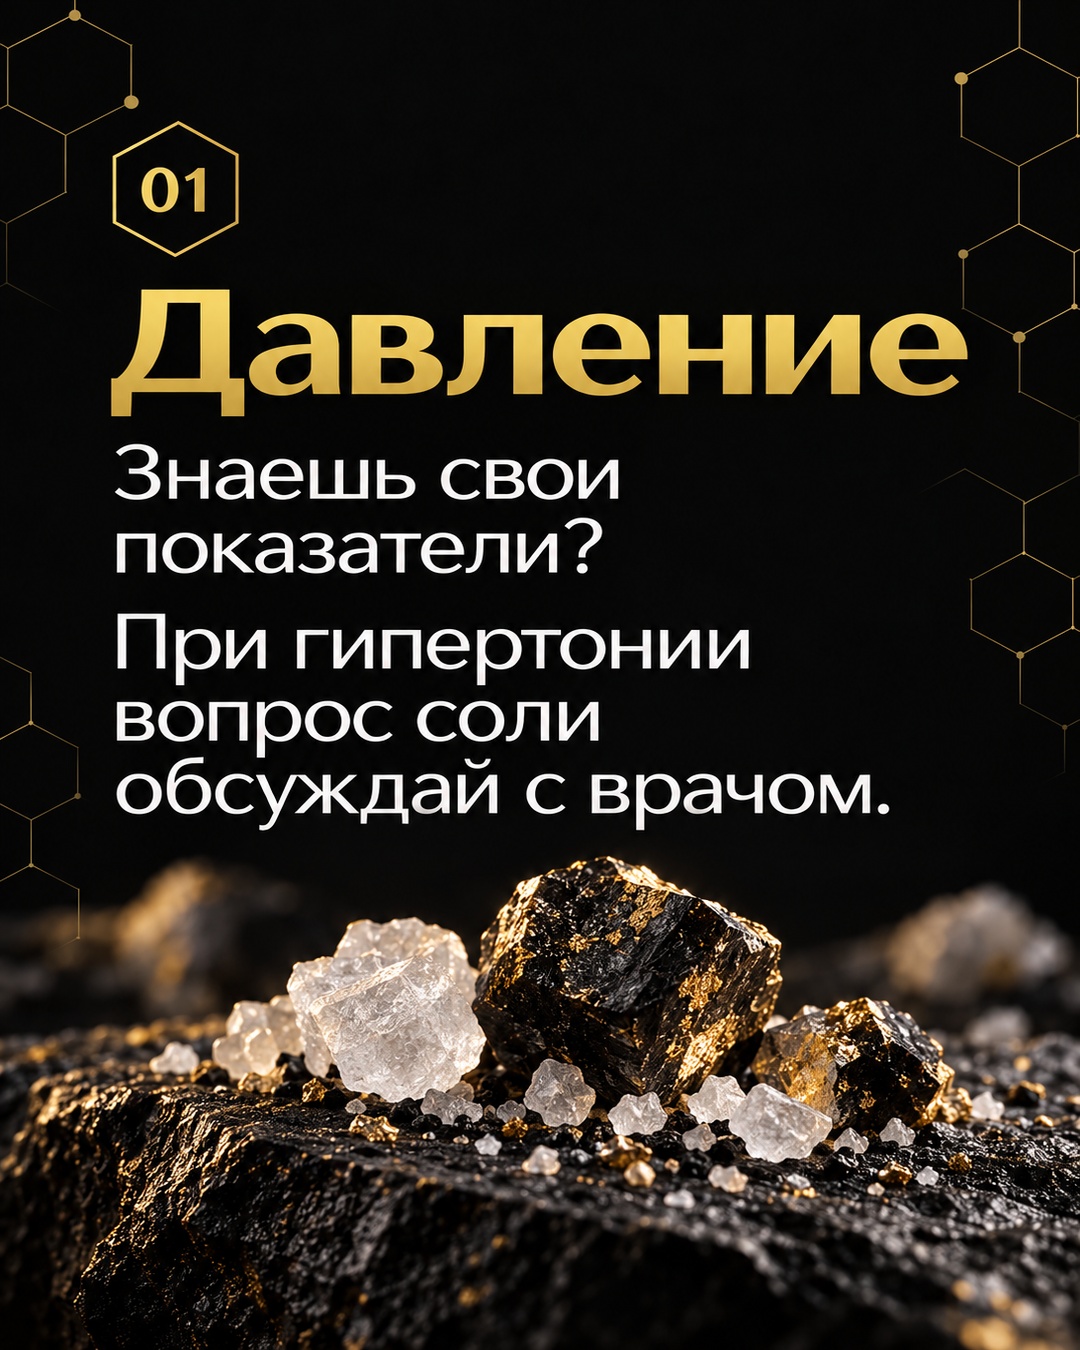 01
Давление
Знаешь свои
показатели?
При гипертонии
вопрос соли
обсуждай с врачом.